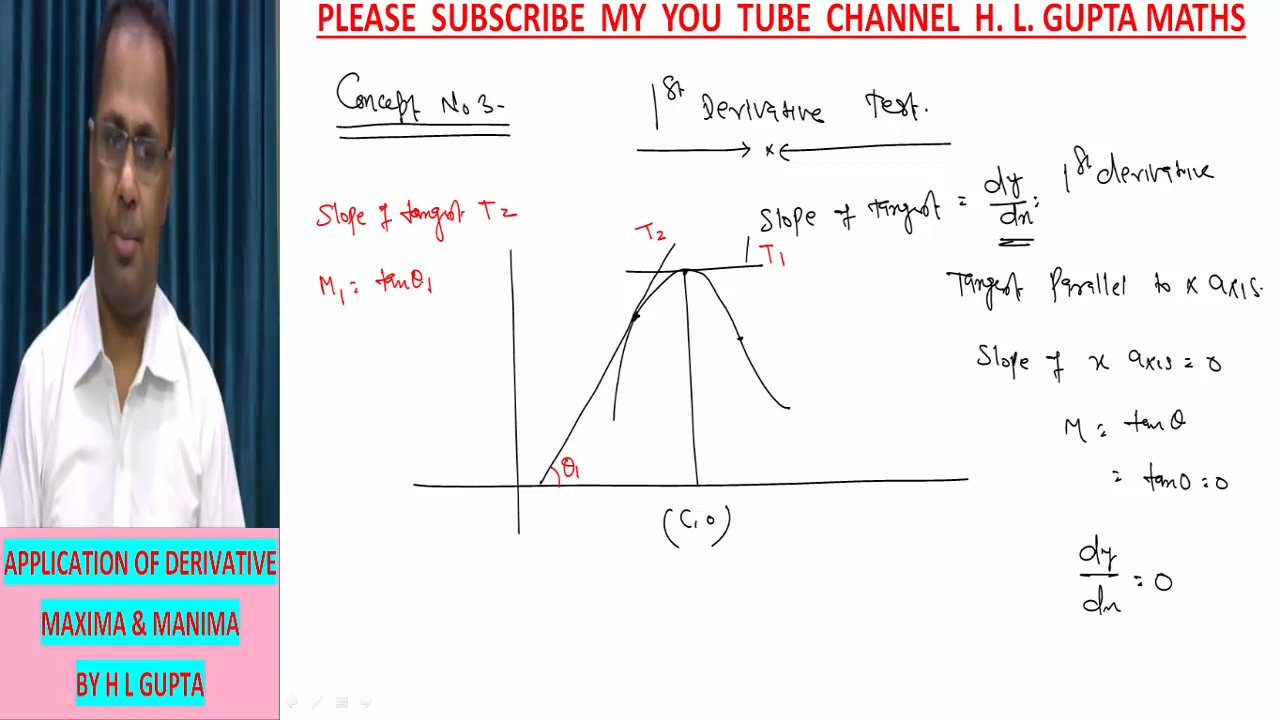 PLEASE SUBSCRIBE MY YOU TUBE CHANNEL H. L. GUPTA MATHS
Concept No 3-
1st Derivative Test.
Slope of tangent = dy/dx = 1st derivative
Slope of tangent T2
M1 = tanθ1
T2
T1
Tangent Parallel to x axis.
Slope of x axis = 0
M = tan θ
= tan0 = 0
dy/dx = 0
θ1
(C, 0)
APPLICATION OF DERIVATIVE
MAXIMA & MANIMA
BY H L GUPTA